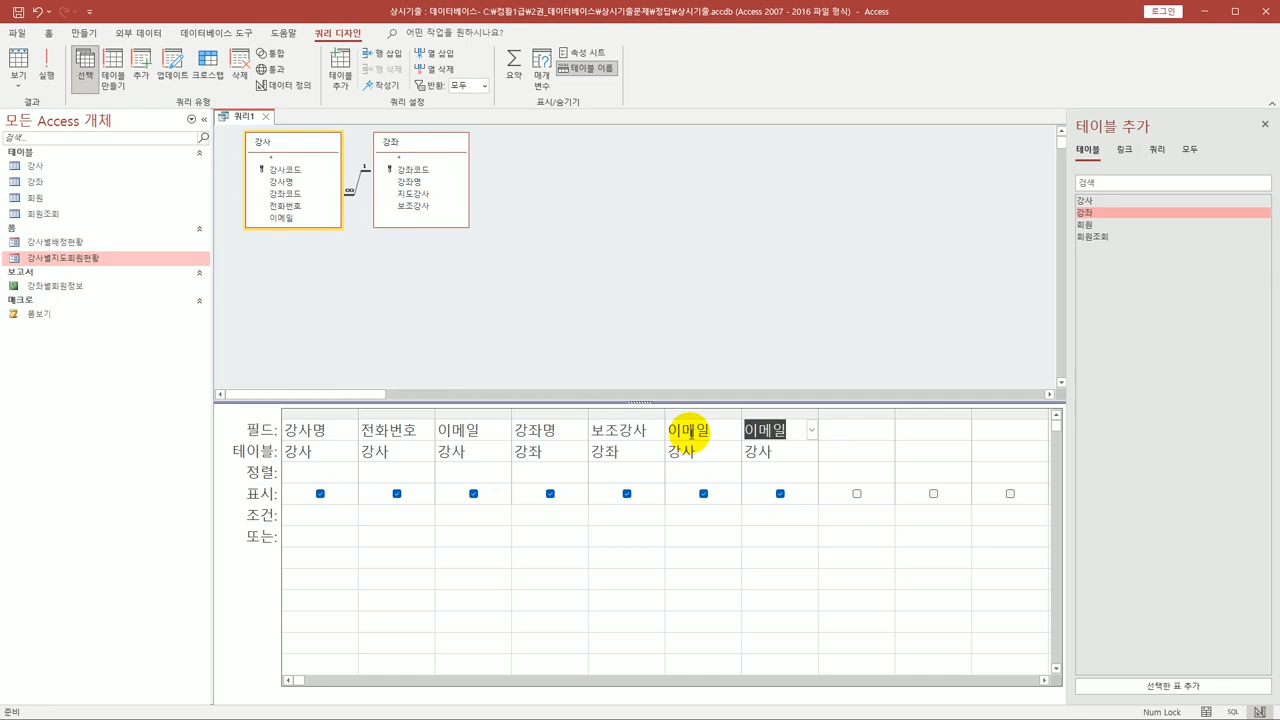 상시기술 : 데이터베이스- C:₩컴활1급₩2권_데이터베이스₩상시기출문제₩정답₩상시기출.accdb (Access 2007 - 2016 파일 형식) - Access
로그인
파일 홈 만들기 외부 데이터 데이터베이스 도구 도움말 쿼리 디자인 어떤 작업을 원하시나요?
보기 실행 선택 테이블 만들기 추가 업데이트 크로스탭 삭제
통합
통과
데이터 정의
테이블 추가
행 삽입
행 삭제
작성기
열 삽입
열 삭제
반환: 모두
요약 매개 변수
속성 시트
테이블 이름
결과 쿼리 유형 쿼리 설정 표시/숨기기
모든 Access 개체
검색...
테이블
강사
강좌
회원
회원조회
폼
강사별배정현황
강사별지도회원현황
보고서
강좌별회원정보
매크로
폼보기
쿼리1
강사
*
강사코드
강사명
강좌코드
전화번호
이메일
1
∞
강좌
*
강좌코드
강좌명
지도강사
보조강사
필드: 강사명 전화번호 이메일 강좌명 보조강사 이메일 이메일
테이블: 강사 강사 강사 강좌 강좌 강사 강사
정렬:
표시:
조건:
또는:
테이블 추가
테이블 링크 쿼리 모두
검색
강사
강좌
회원
회원조회
선택한 표 추가
준비
Num Lock
SQL